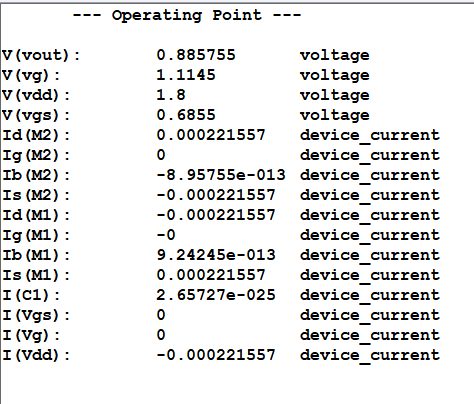 --- Operating Point ---
V(vout): 0.885755 voltage
V(vg): 1.1145 voltage
V(vdd): 1.8 voltage
V(vgs): 0.6855 voltage
Id(M2): 0.000221557 device_current
Ig(M2): 0 device_current
Ib(M2): -8.95755e-013 device_current
Is(M2): -0.000221557 device_current
Id(M1): -0.000221557 device_current
Ig(M1): -0 device_current
Ib(M1): 9.24245e-013 device_current
Is(M1): 0.000221557 device_current
I(C1): 2.65727e-025 device_current
I(Vgs): 0 device_current
I(Vg): 0 device_current
I(Vdd): -0.000221557 device_current